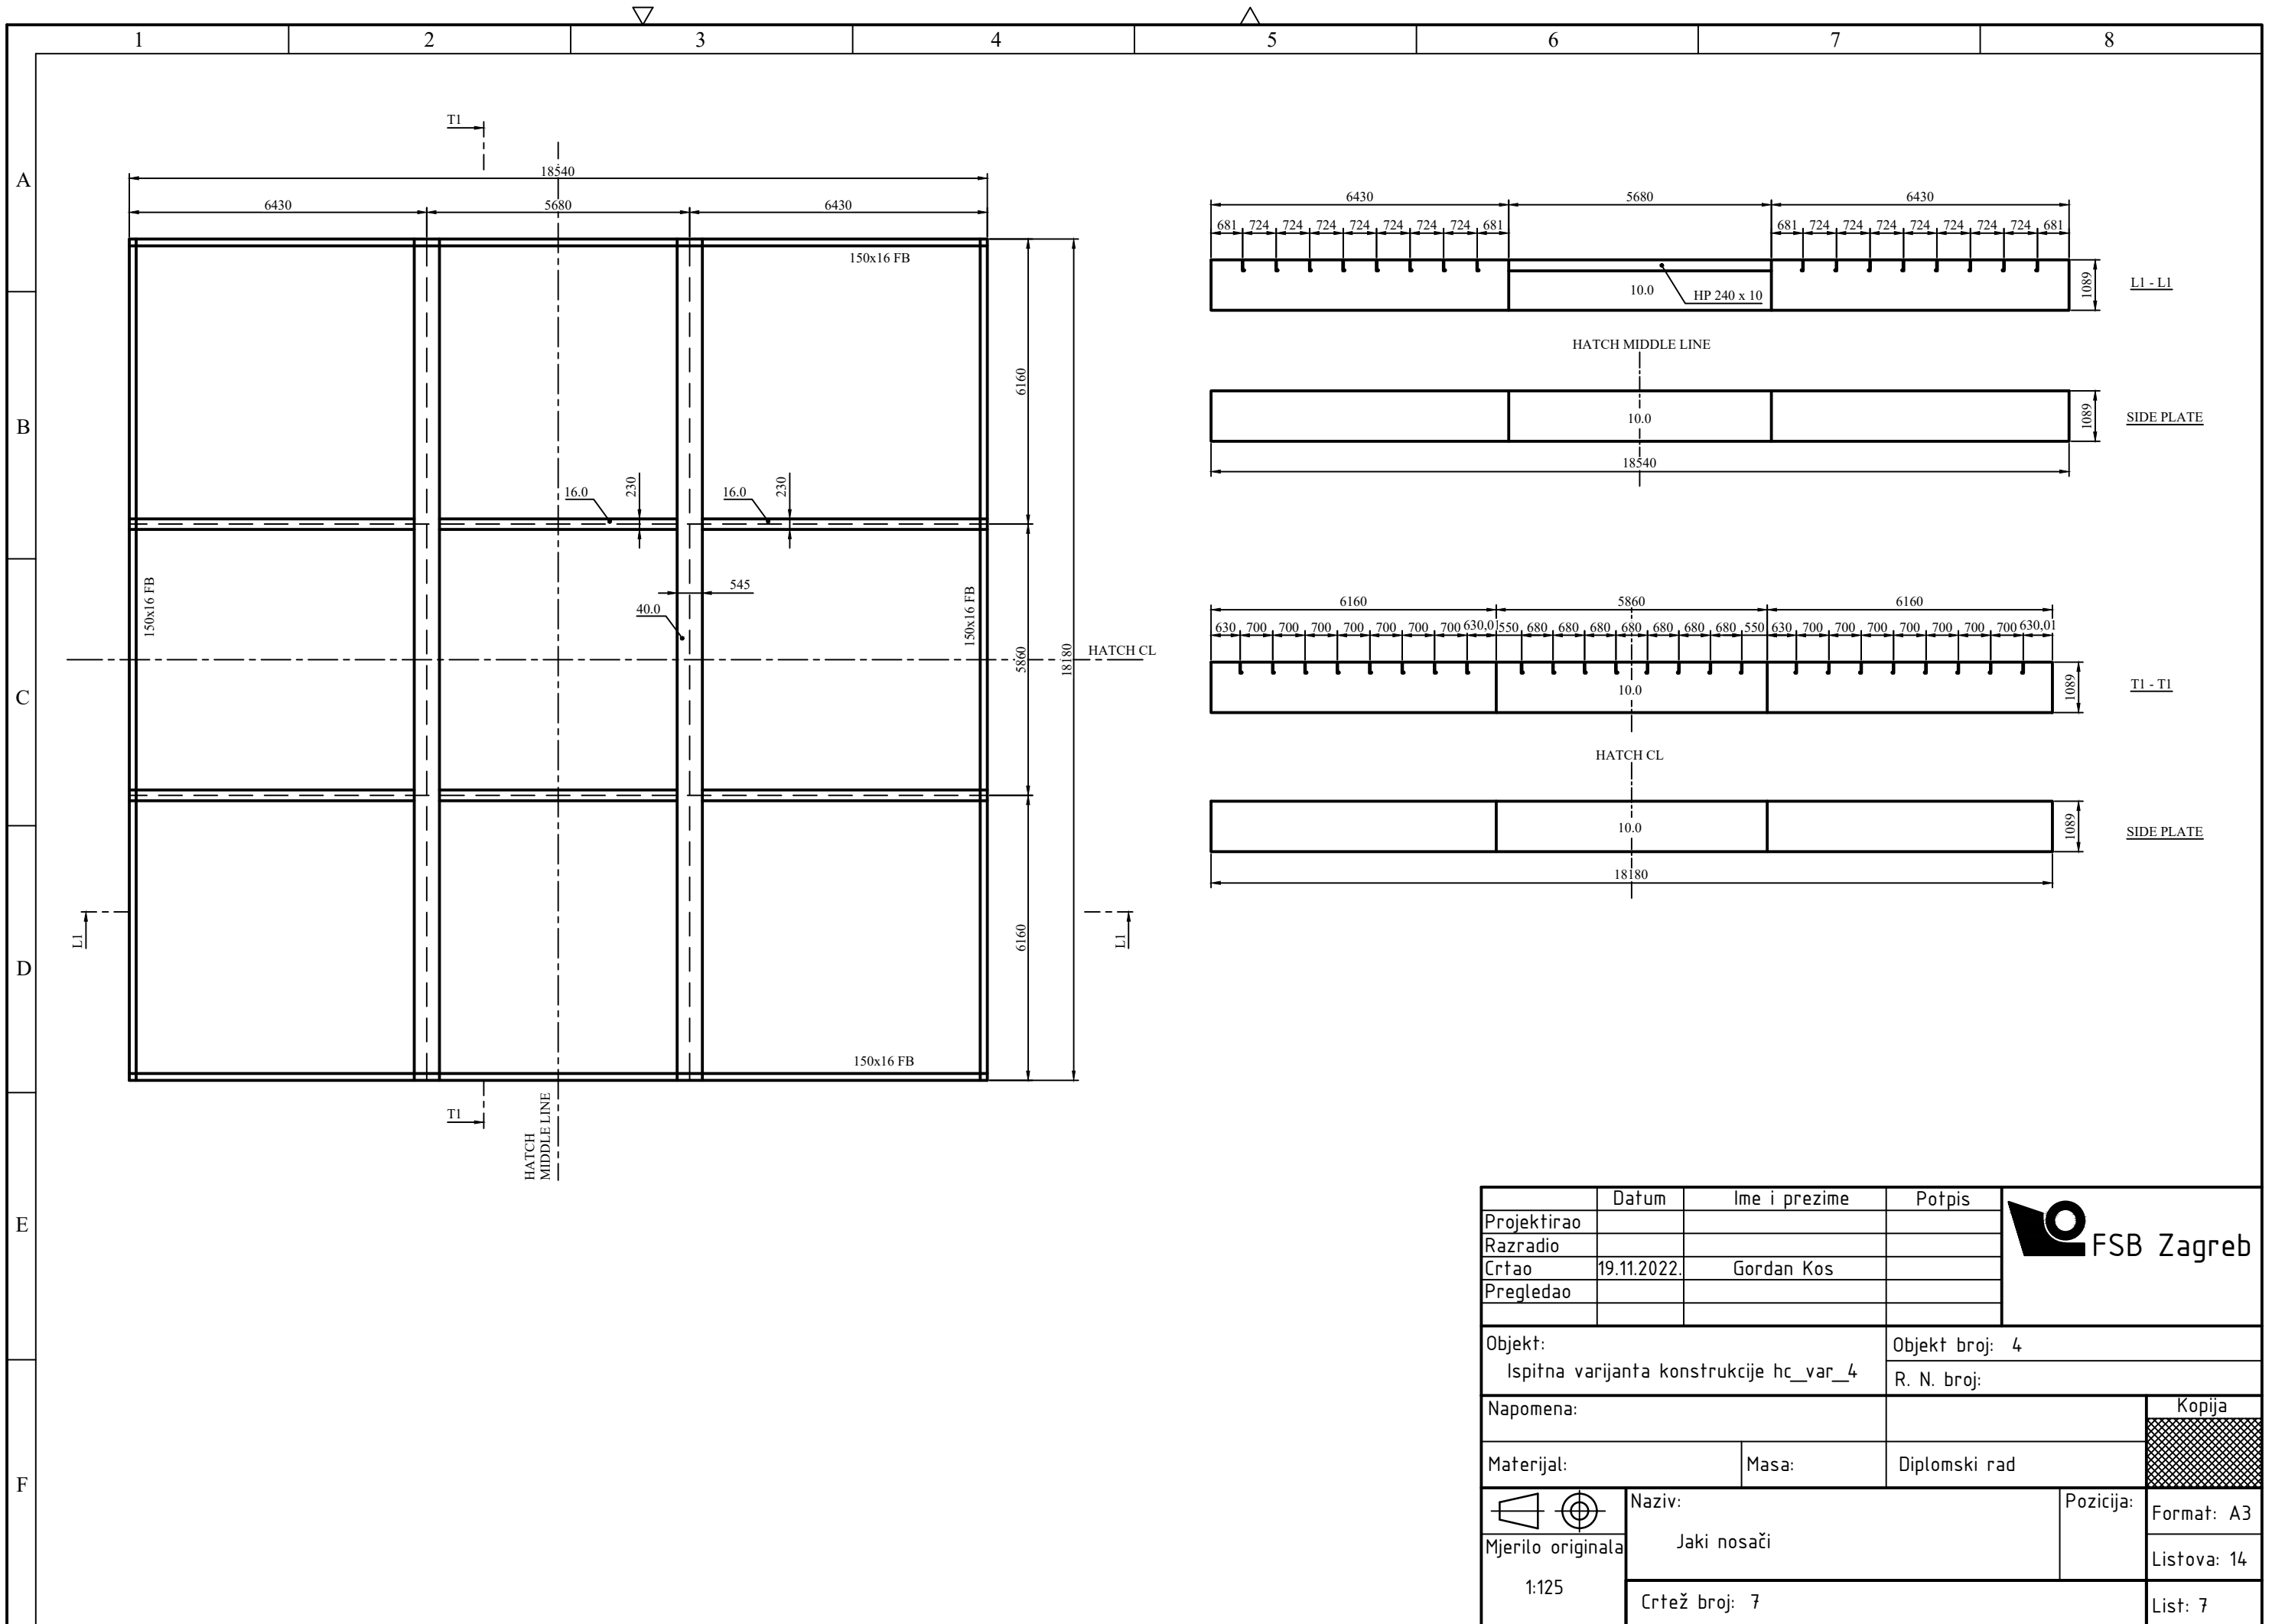 1 2 3 4 5 6 7 8
A
B
C
D
E
F
T1
18540
6430 5680 6430
150x16 FB
6160
16.0 230 16.0 230
150x16 FB
545
40.0
150x16 FB
5860
18180
HATCH CL
6160
L1
L1
150x16 FB
T1
HATCH
MIDDLE LINE
6430 5680 6430
681 724 724 724 724 724 724 724 681 681 724 724 724 724 724 724 724 681
10.0
HP 240 x 10
1089
L1 - L1
HATCH MIDDLE LINE
10.0
1089
SIDE PLATE
18540
6160 5860 6160
630 700 700 700 700 700 700 700 630,01 550 680 680 680 680 680 680 680 550 630 700 700 700 700 700 700 700 630,01
10.0
1089
T1 - T1
HATCH CL
10.0
1089
SIDE PLATE
18180
Datum Ime i prezime Potpis
Projektirao
Razradio
Crtao 19.11.2022. Gordan Kos
Pregledao
FSB Zagreb
Objekt:
Ispitna varijanta konstrukcije hc_var_4
Objekt broj: 4
R. N. broj:
Napomena:
Kopija
Materijal:
Masa:
Diplomski rad
Naziv:
Jaki nosači
Pozicija:
Format: A3
Mjerilo originala
1:125
Listova: 14
Crtež broj: 7
List: 7